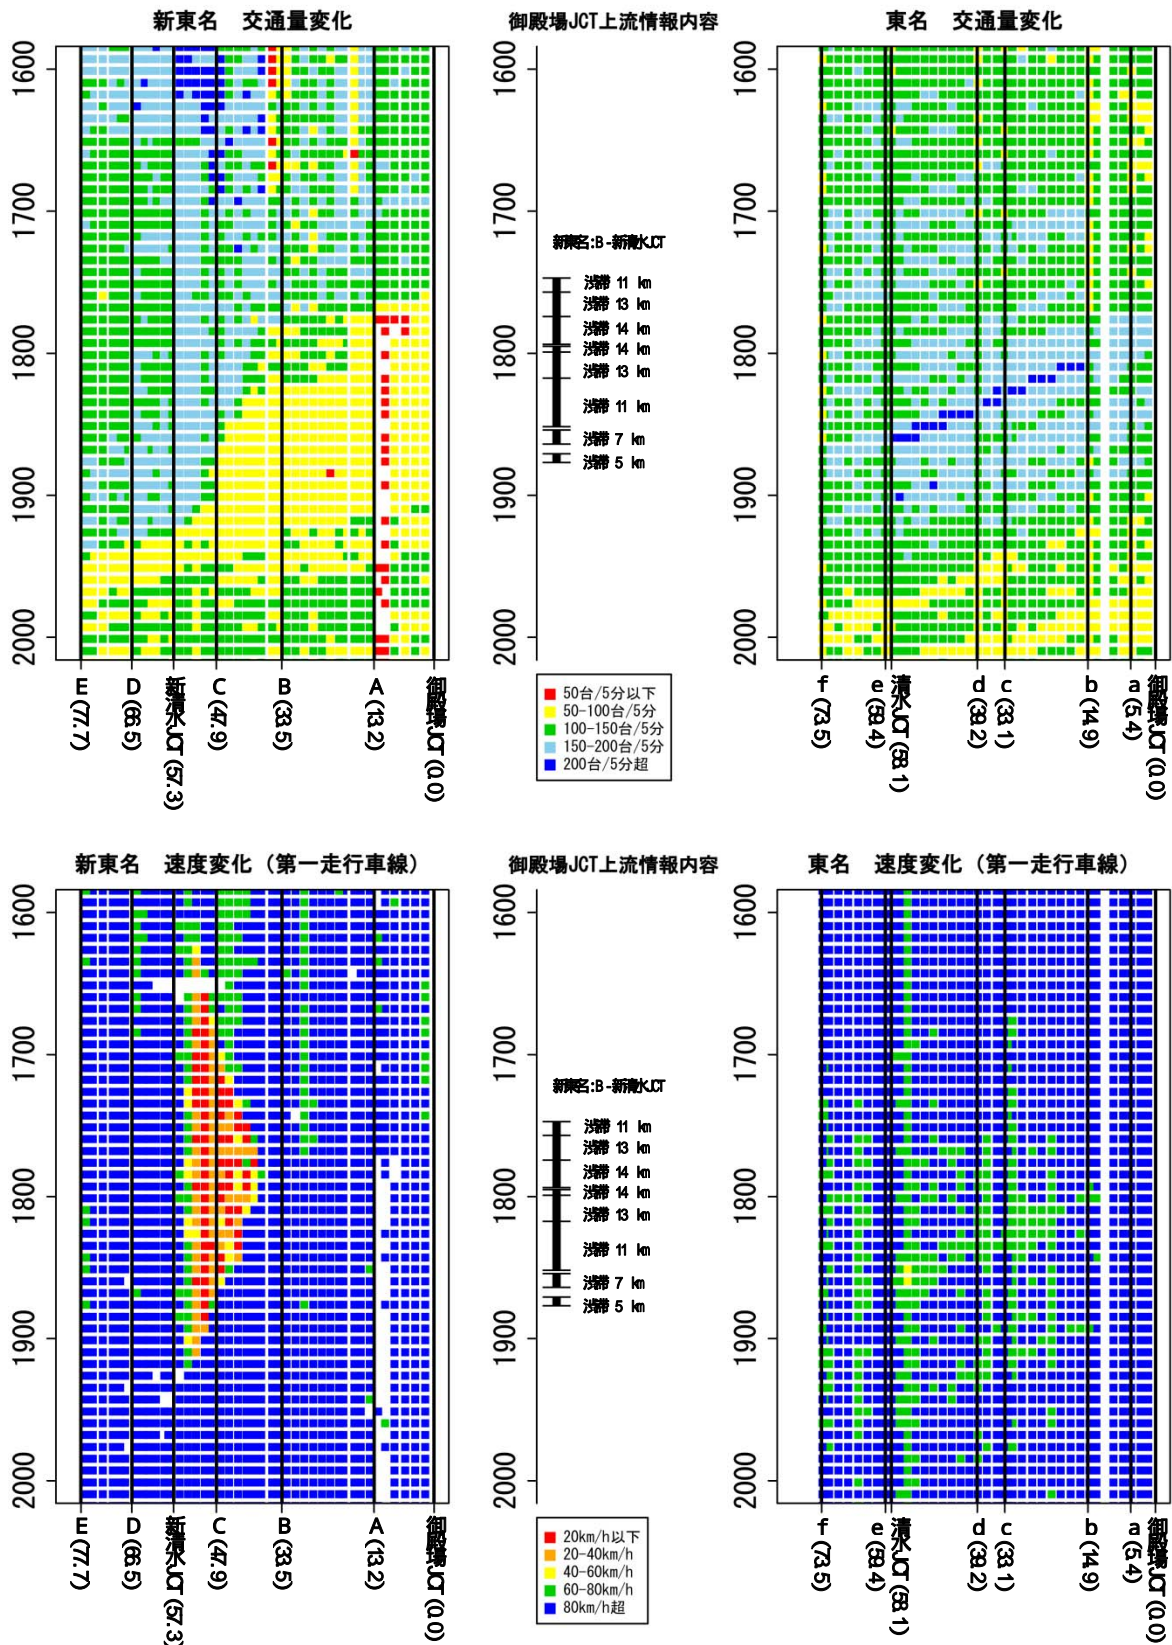 新東名　交通量変化
1600
1700
1800
1900
2000
E (77.7)
D (66.5)
新清水JCT (57.3)
C (47.9)
B (33.5)
A (13.2)
御殿場JCT (0.0)
御殿場JCT上流情報内容
新東名:B-新清水JCT
渋滞 11 km
渋滞 13 km
渋滞 14 km
渋滞 14 km
渋滞 13 km
渋滞 11 km
渋滞 7 km
渋滞 5 km
50台/5分以下
50-100台/5分
100-150台/5分
150-200台/5分
200台/5分超
東名　交通量変化
1600
1700
1800
1900
2000
f (73.5)
e (59.4)
清水JCT (58.1)
d (39.2)
c (33.1)
b (14.9)
a (5.4)
御殿場JCT (0.0)
新東名　速度変化（第一走行車線）
1600
1700
1800
1900
2000
E (77.7)
D (66.5)
新清水JCT (57.3)
C (47.9)
B (33.5)
A (13.2)
御殿場JCT (0.0)
御殿場JCT上流情報内容
新東名:B-新清水JCT
渋滞 11 km
渋滞 13 km
渋滞 14 km
渋滞 14 km
渋滞 13 km
渋滞 11 km
渋滞 7 km
渋滞 5 km
20km/h以下
20-40km/h
40-60km/h
60-80km/h
80km/h超
東名　速度変化（第一走行車線）
1600
1700
1800
1900
2000
f (73.5)
e (59.4)
清水JCT (58.1)
d (39.2)
c (33.1)
b (14.9)
a (5.4)
御殿場JCT (0.0)